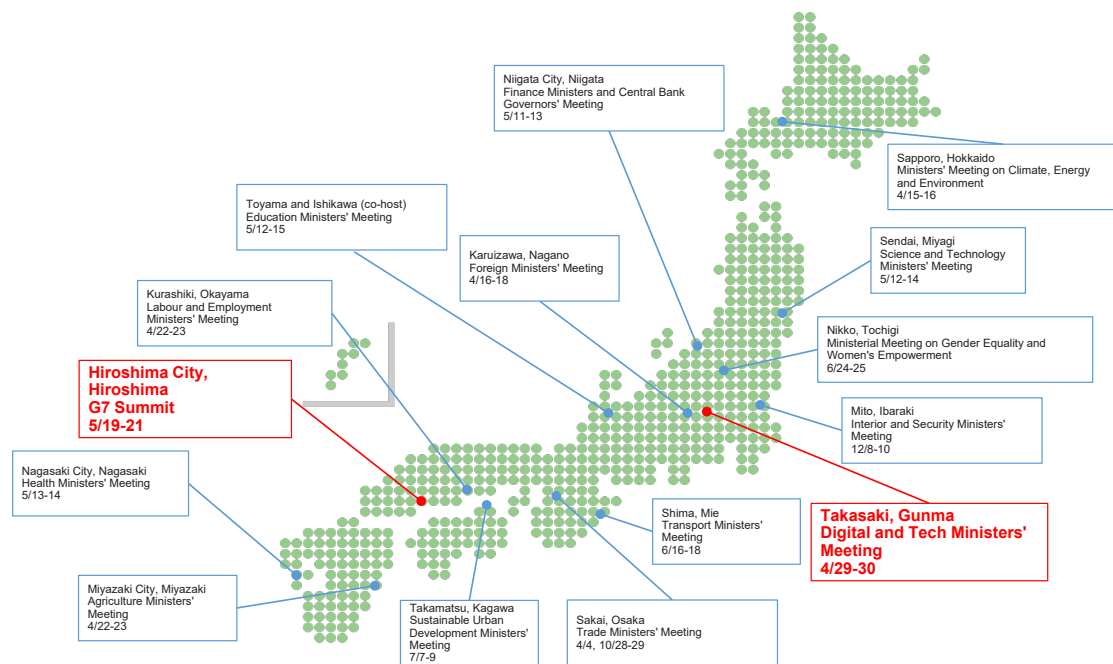 Niigata City, Niigata
Finance Ministers and Central Bank
Governors' Meeting
5/11-13
Sapporo, Hokkaido
Ministers' Meeting on Climate, Energy
and Environment
4/15-16
Toyama and Ishikawa (co-host)
Education Ministers' Meeting
5/12-15
Karuizawa, Nagano
Foreign Ministers' Meeting
4/16-18
Sendai, Miyagi
Science and Technology
Ministers' Meeting
5/12-14
Kurashiki, Okayama
Labour and Employment
Ministers' Meeting
4/22-23
Nikko, Tochigi
Ministerial Meeting on Gender Equality and
Women's Empowerment
6/24-25
Hiroshima City,
Hiroshima
G7 Summit
5/19-21
Mito, Ibaraki
Interior and Security Ministers'
Meeting
12/8-10
Nagasaki City, Nagasaki
Health Ministers' Meeting
5/13-14
Shima, Mie
Transport Ministers'
Meeting
6/16-18
Takasaki, Gunma
Digital and Tech Ministers'
Meeting
4/29-30
Miyazaki City, Miyazaki
Agriculture Ministers'
Meeting
4/22-23
Takamatsu, Kagawa
Sustainable Urban
Development Ministers'
Meeting
7/7-9
Sakai, Osaka
Trade Ministers' Meeting
4/4, 10/28-29